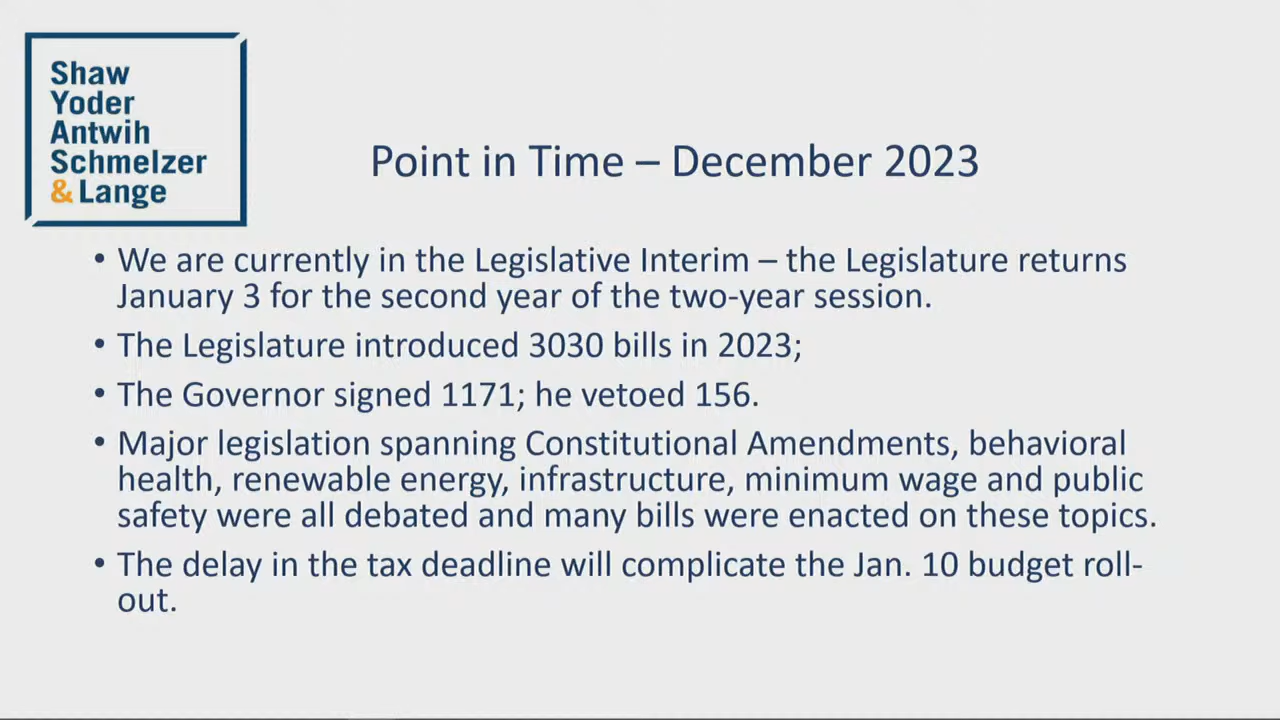 Shaw
Yoder
Antwih
Schmelzer
& Lange
Point in Time – December 2023
• We are currently in the Legislative Interim – the Legislature returns
January 3 for the second year of the two-year session.
• The Legislature introduced 3030 bills in 2023;
• The Governor signed 1171; he vetoed 156.
• Major legislation spanning Constitutional Amendments, behavioral
health, renewable energy, infrastructure, minimum wage and public
safety were all debated and many bills were enacted on these topics.
• The delay in the tax deadline will complicate the Jan. 10 budget roll-
out.